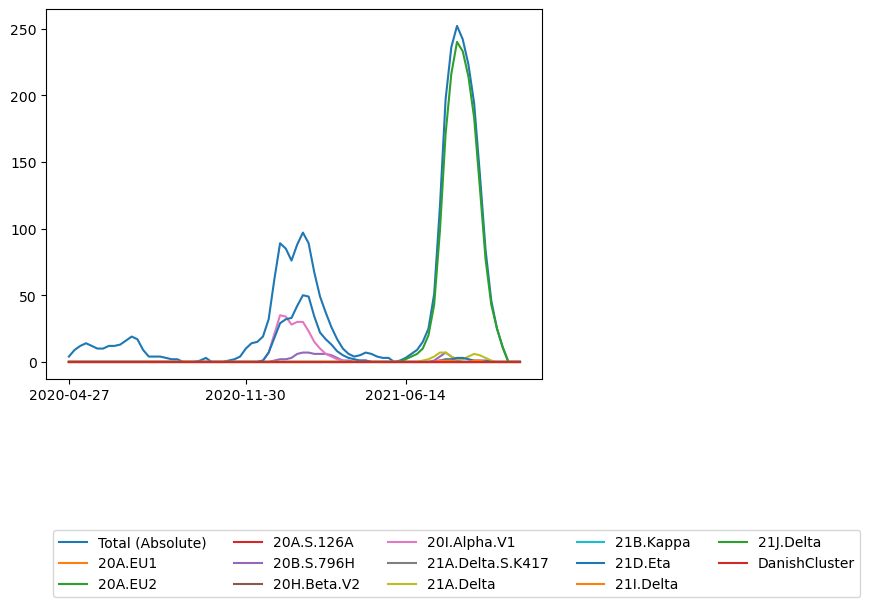 250
200
150
100
50
0
2020-04-27 2020-11-30 2021-06-14
Total (Absolute) 20A.S.126A 20I.Alpha.V1 21B.Kappa 21J.Delta
20A.EU1 20B.S.796H 21A.Delta.S.K417 21D.Eta DanishCluster
20A.EU2 20H.Beta.V2 21A.Delta 21I.Delta